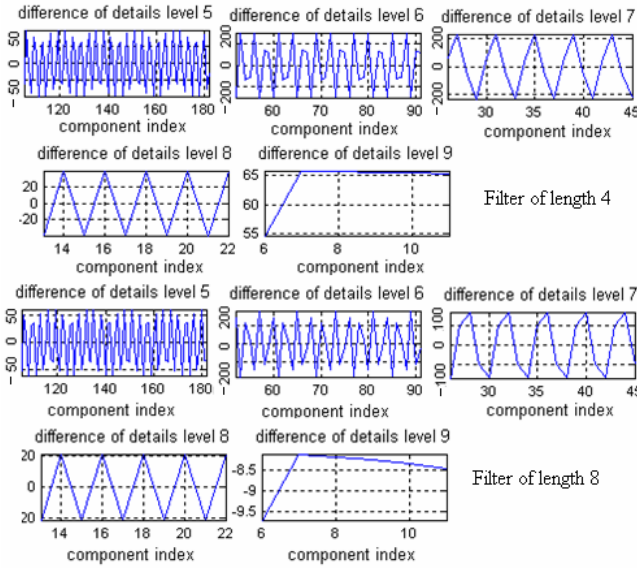 difference of details level 5 difference of details level 6 difference of details level 7
50 0 -50
120 140 160 180
component index
200 0 200
60 70 80 90
component index
200 0 -200
30 35 40 45
component index
difference of details level 8 difference of details level 9
20 0 -20
14 16 18 20 22
component index
65 60 55
6 8 10
component index
Filter of length 4
difference of details level 5 difference of details level 6 difference of details level 7
50 0 -50
120 140 160 180
component index
200 0 200
60 70 80 90
component index
100 0 -100
30 35 40 45
component index
difference of details level 8 difference of details level 9
20 0 20
14 16 18 20 22
component index
-8.5 -9 -9.5
6 8 10
component index
Filter of length 8